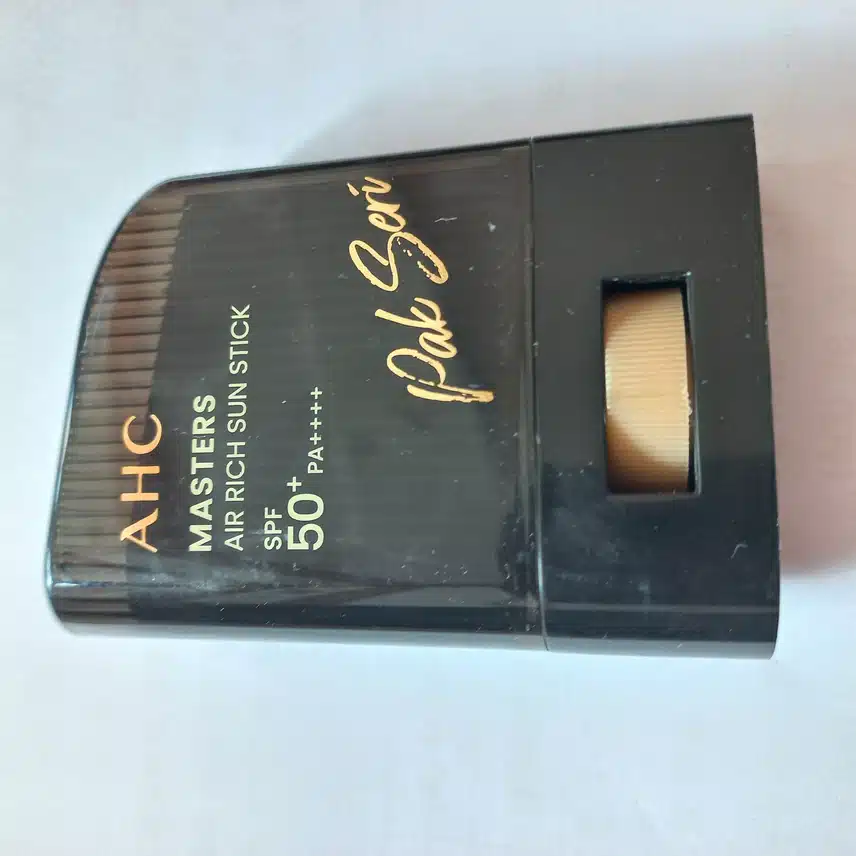 AHC
MASTERS
AIR RICH SUN STICK
SPF
50+ PA++++
Pak Seri